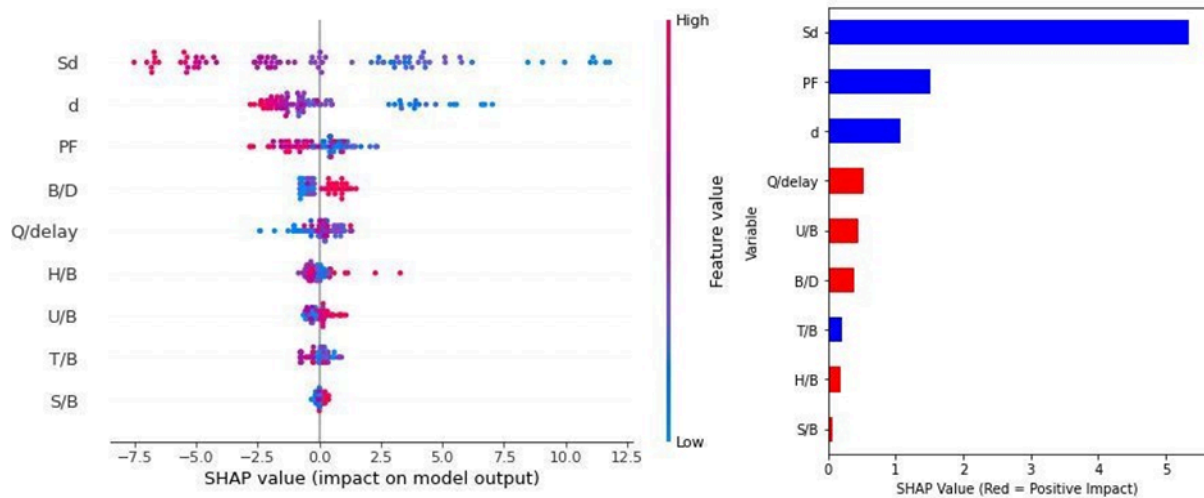 High
Sd
d
PF
B/D
Q/delay
H/B
U/B
T/B
S/B
Feature value
Low
−7.5 −5.0 −2.5 0.0 2.5 5.0 7.5 10.0 12.5
SHAP value (impact on model output)
Sd
PF
d
Q/delay
U/B
B/D
T/B
H/B
S/B
Variable
0 1 2 3 4 5
SHAP Value (Red = Positive Impact)